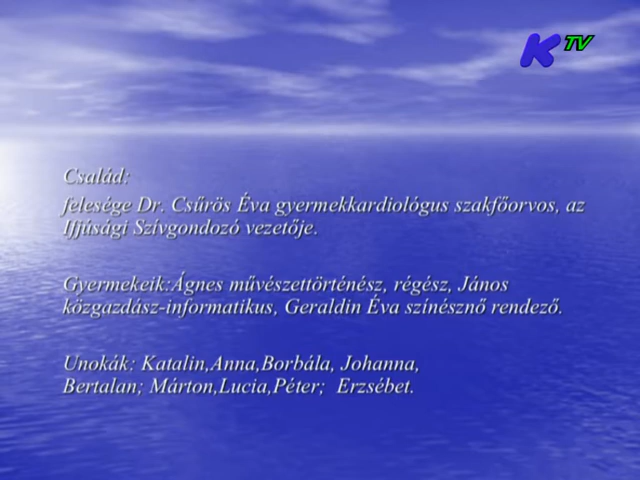 K TV
Család:
felesége Dr. Csűrös Éva gyermekkardiológus szakfőorvos, az
Ifjúsági Szívgondozó vezetője.
Gyermekeik:Ágnes művészettörténész, régész, János
közgazdász-informatikus, Geraldin Éva színésznő rendező.
Unokák: Katalin,Anna,Borbála, Johanna,
Bertalan; Márton,Lucia,Péter;  Erzsébet.